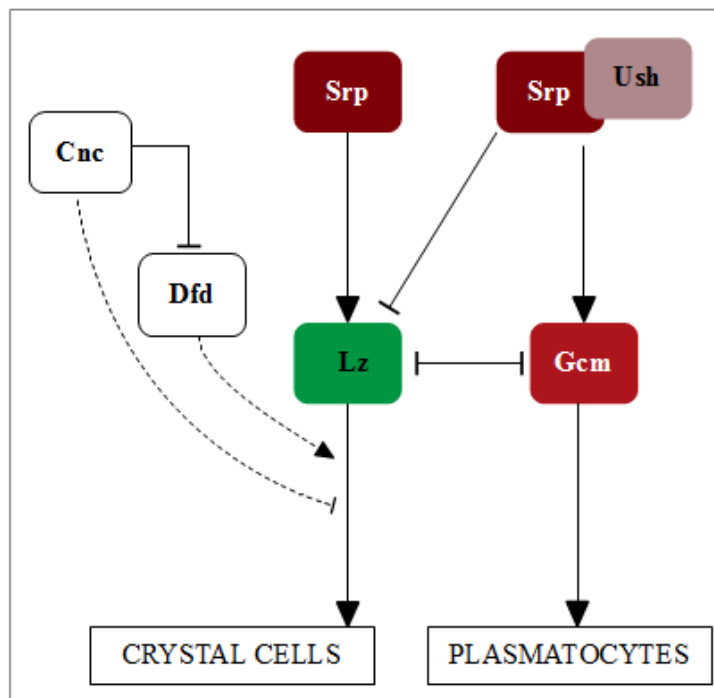 Srp
Srp
Ush
Cnc
Dfd
Lz
Gcm
CRYSTAL CELLS
PLASMATOCYTES